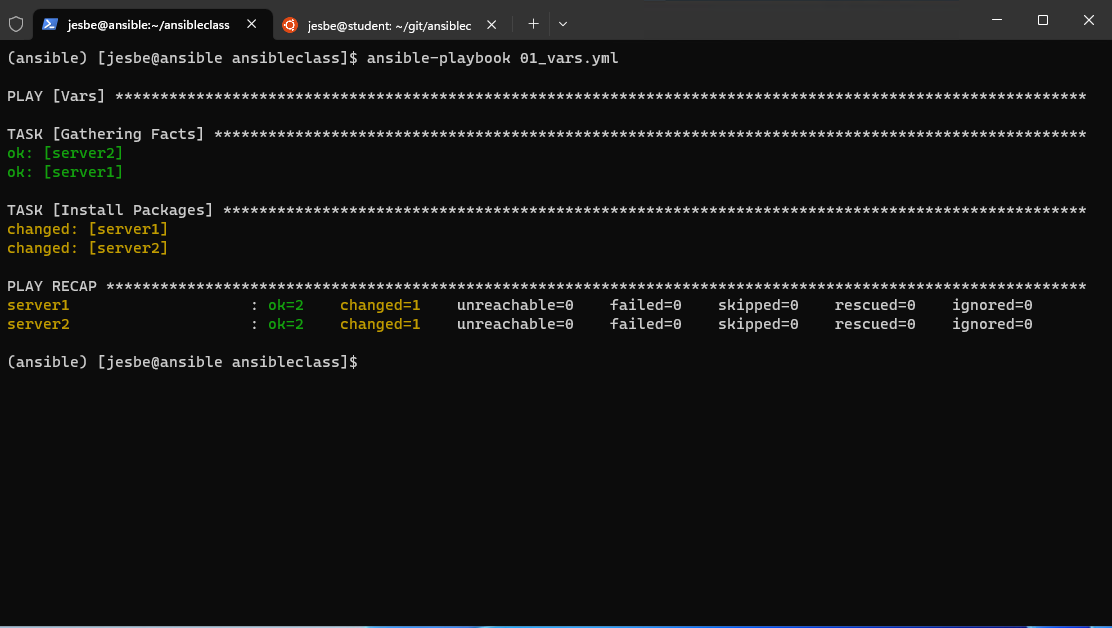 jesbe@ansible:~/ansibleclass
jesbe@student: ~/git/ansiblec
(ansible) [jesbe@ansible ansibleclass]$ ansible-playbook 01_vars.yml
PLAY [Vars] ************************************************************************************************************
TASK [Gathering Facts] *************************************************************************************************
ok: [server2]
ok: [server1]
TASK [Install Packages] ************************************************************************************************
changed: [server1]
changed: [server2]
PLAY RECAP *************************************************************************************************************
server1                    : ok=2    changed=1    unreachable=0    failed=0    skipped=0    rescued=0    ignored=0
server2                    : ok=2    changed=1    unreachable=0    failed=0    skipped=0    rescued=0    ignored=0
(ansible) [jesbe@ansible ansibleclass]$